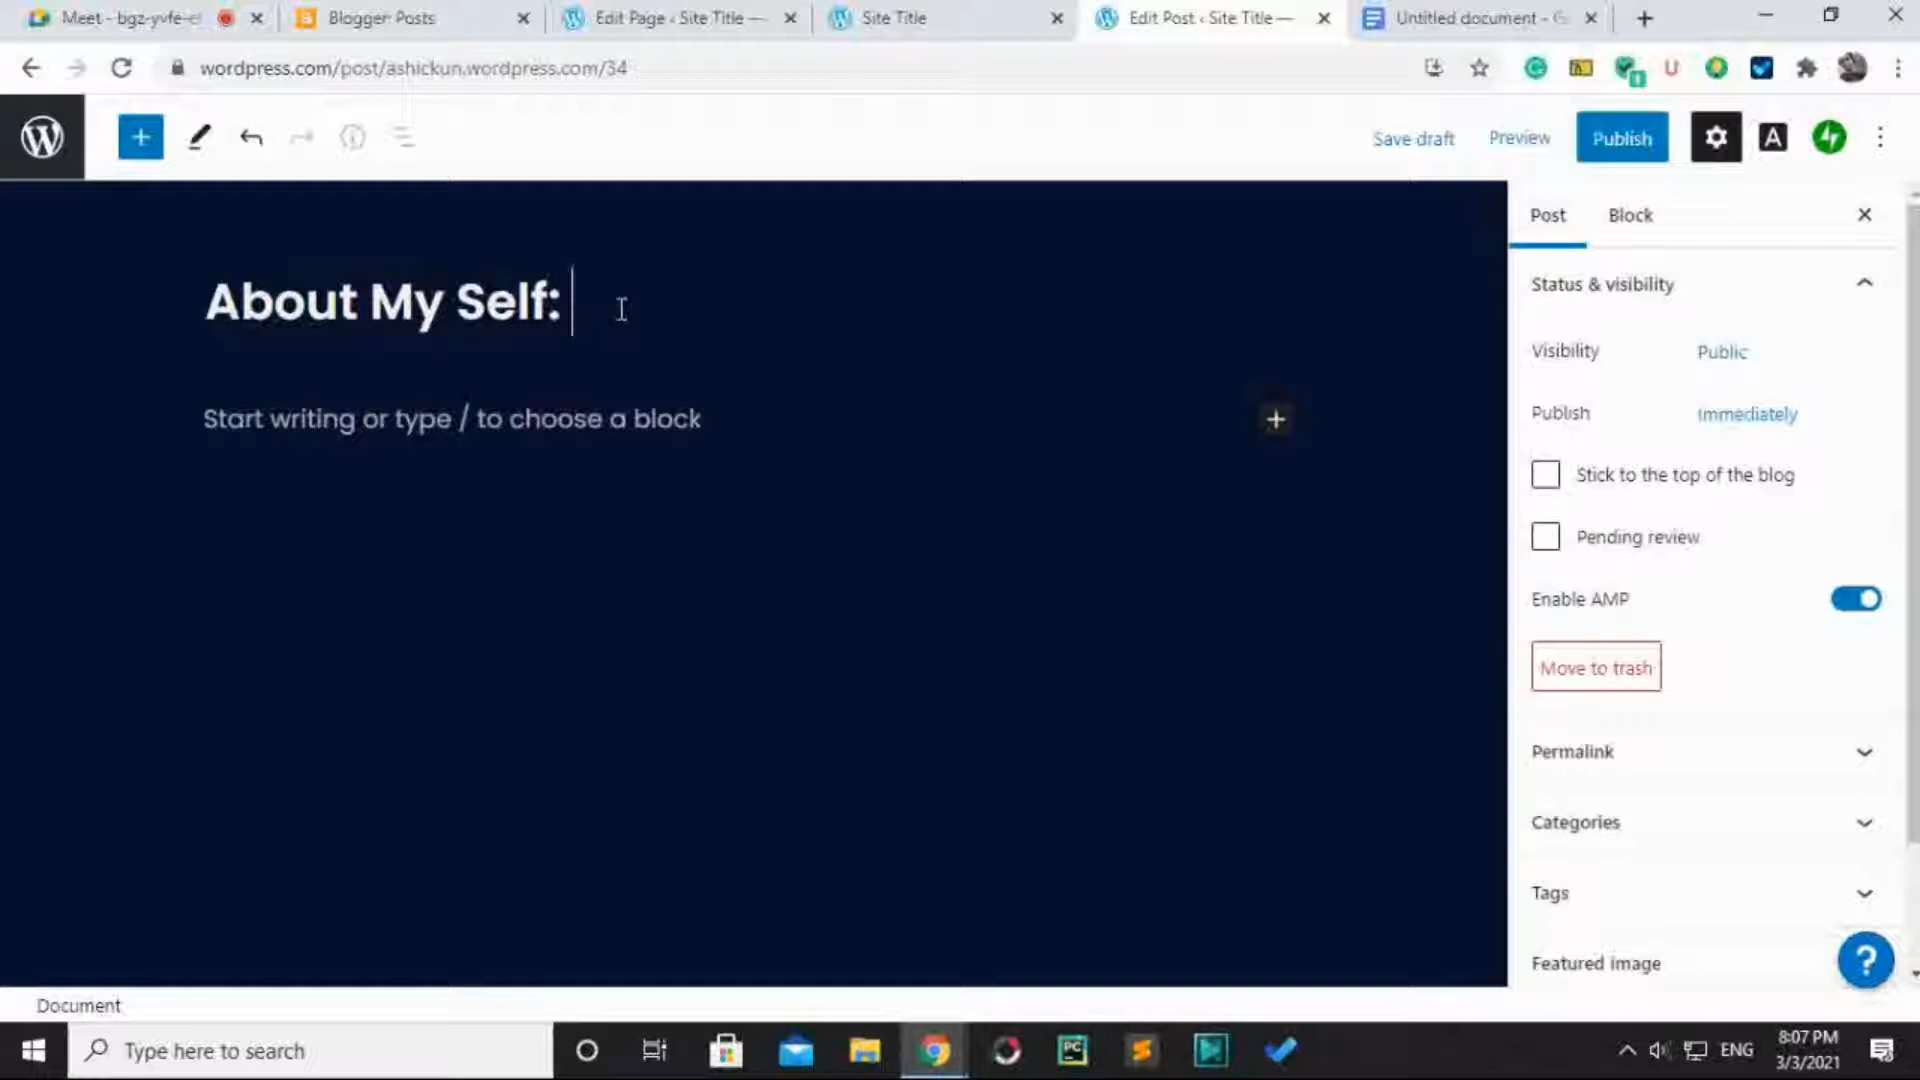 Meet - bgz-yvfe-e
Blogger: Posts
Edit Page ‹ Site Title —
Site Title
Edit Post ‹ Site Title —
Untitled document - G
wordpress.com/post/ashickun.wordpress.com/34
Save draft
Preview
Publish
A
Post
Block
About My Self:
Start writing or type / to choose a block
Status & visibility
Visibility
Public
Publish
Immediately
Stick to the top of the blog
Pending review
Enable AMP
Move to trash
Permalink
Categories
Tags
Featured image
?
Document
Type here to search
PC
ENG
8:07 PM
3/3/2021